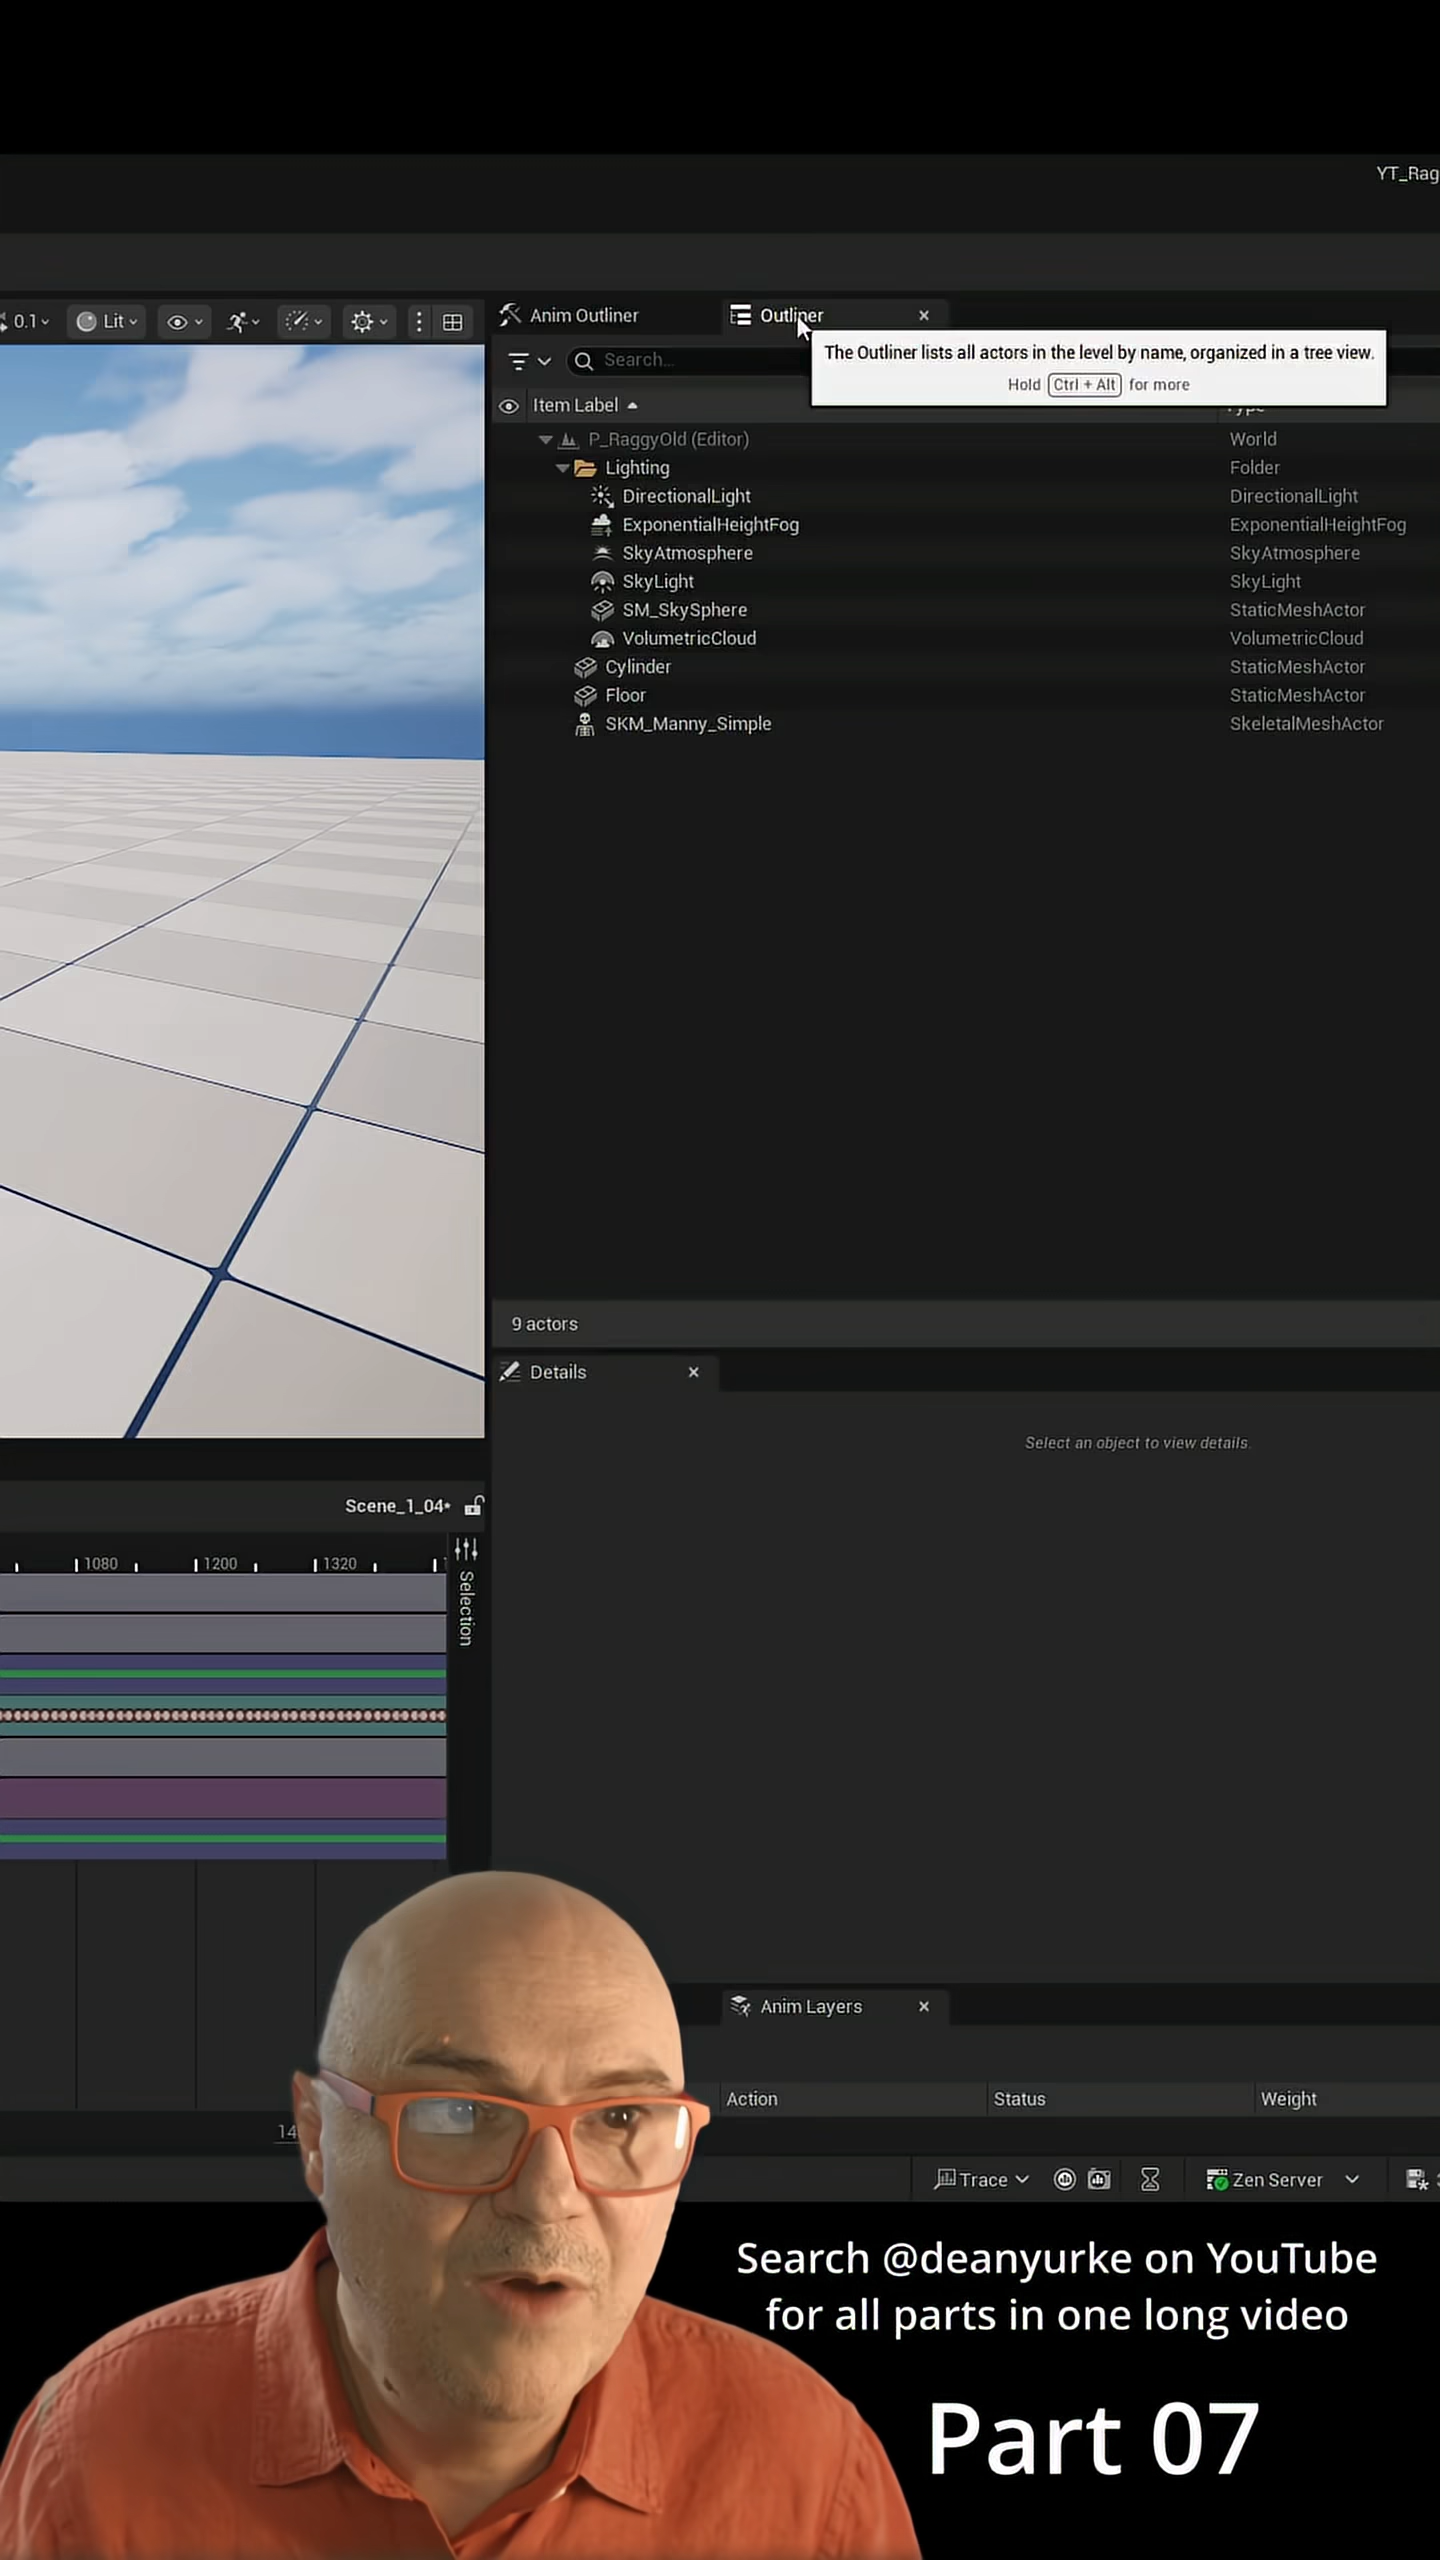 YT_Rag
0.1
Lit
Anim Outliner
Outliner
Search...
The Outliner lists all actors in the level by name, organized in a tree view.
Hold Ctrl + Alt for more
Item Label
Type
P_RaggyOld (Editor) World
Lighting Folder
DirectionalLight DirectionalLight
ExponentialHeightFog ExponentialHeightFog
SkyAtmosphere SkyAtmosphere
SkyLight SkyLight
SM_SkySphere StaticMeshActor
VolumetricCloud VolumetricCloud
Cylinder StaticMeshActor
Floor StaticMeshActor
SKM_Manny_Simple SkeletalMeshActor
9 actors
Details
Select an object to view details.
Scene_1_04*
1080 1200 1320
Selection
Anim Layers
Action Status Weight
14
Trace
Zen Server
Search @deanyurke on YouTube
for all parts in one long video
Part 07